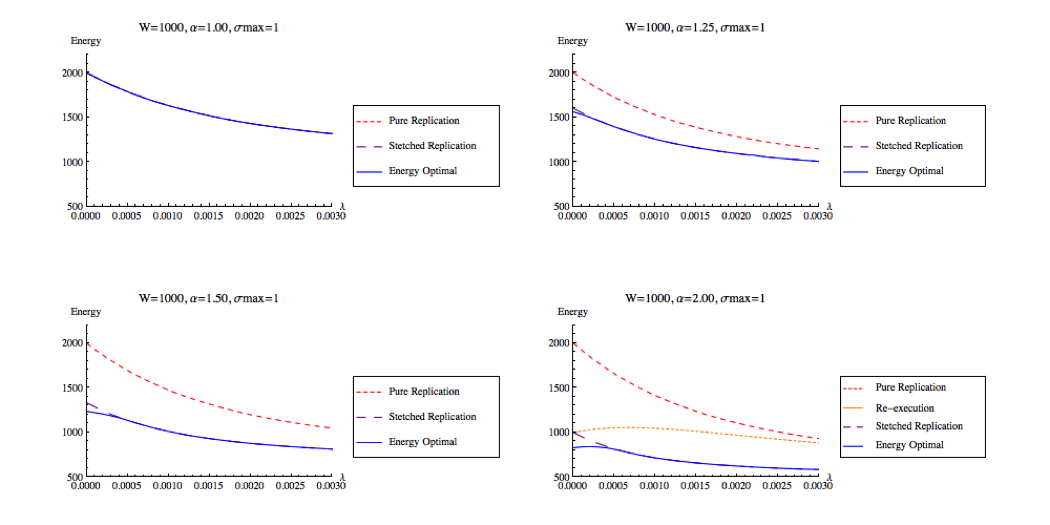 W=1000, α=1.00, σmax=1
Energy
2000
1500
1000
500
0.0000 0.0005 0.0010 0.0015 0.0020 0.0025 0.0030
λ
Pure Replication
Stetched Replication
Energy Optimal
W=1000, α=1.25, σmax=1
Energy
2000
1500
1000
500
0.0000 0.0005 0.0010 0.0015 0.0020 0.0025 0.0030
λ
Pure Replication
Stetched Replication
Energy Optimal
W=1000, α=1.50, σmax=1
Energy
2000
1500
1000
500
0.0000 0.0005 0.0010 0.0015 0.0020 0.0025 0.0030
λ
Pure Replication
Stetched Replication
Energy Optimal
W=1000, α=2.00, σmax=1
Energy
2000
1500
1000
500
0.0000 0.0005 0.0010 0.0015 0.0020 0.0025 0.0030
λ
Pure Replication
Re-execution
Stetched Replication
Energy Optimal